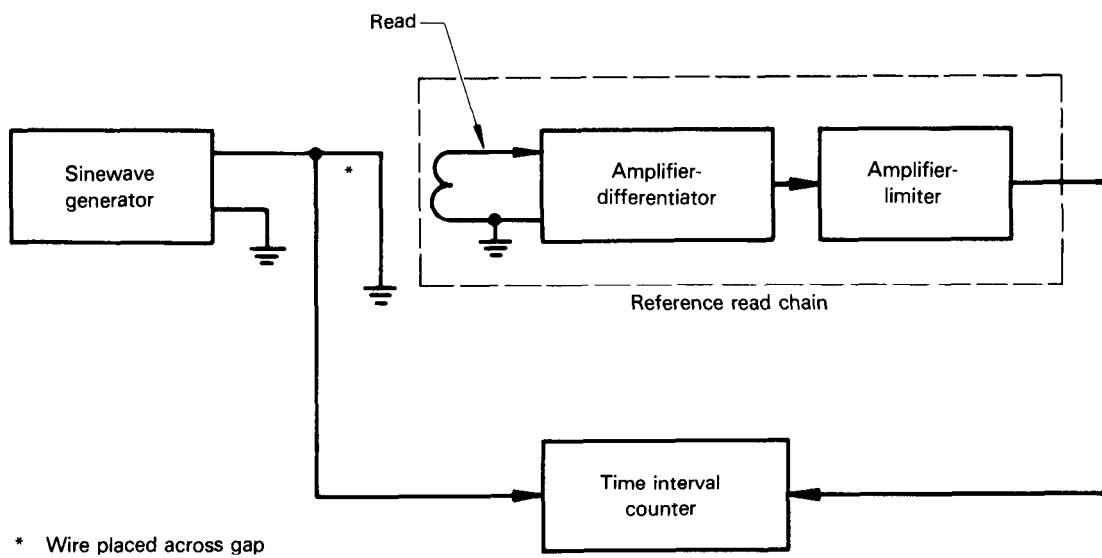 Read
Sinewave
generator
*
Amplifier-
differentiator
Amplifier-
limiter
Reference read chain
Time interval
counter
* Wire placed across gap